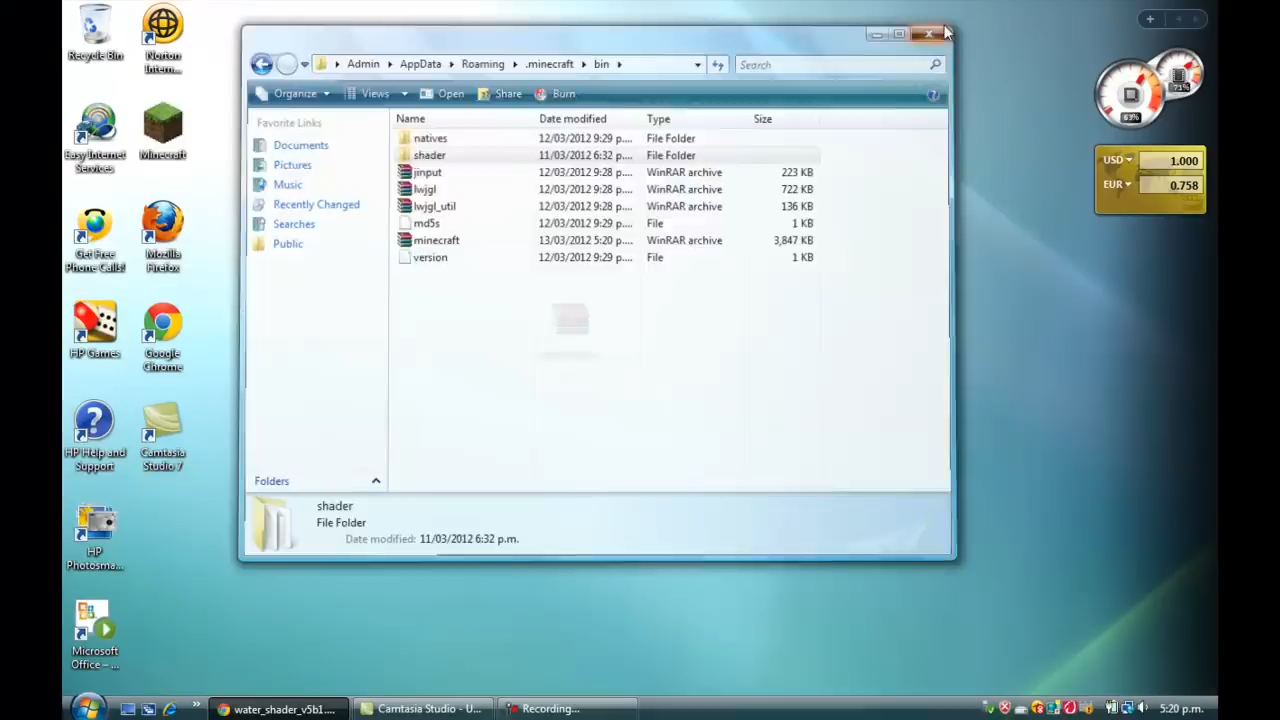 Recycle Bin
Norton
Intern...
Easy Internet
Services
Minecraft
Get Free
Phone Calls!
Mozilla
Firefox
HP Games
Google
Chrome
HP Help and
Support
Camtasia
Studio 7
HP
Photosma...
Microsoft
Office – ...
Admin
AppData
Roaming
.minecraft
bin
Search
Organize
Views
Open
Share
Burn
Favorite Links
Documents
Pictures
Music
Recently Changed
Searches
Public
Folders
Name Date modified Type Size
natives 12/03/2012 9:29 p.... File Folder
shader 11/03/2012 6:32 p.... File Folder
jinput 12/03/2012 9:28 p.... WinRAR archive 223 KB
lwjgl 12/03/2012 9:28 p.... WinRAR archive 722 KB
lwjgl_util 12/03/2012 9:28 p.... WinRAR archive 136 KB
md5s 12/03/2012 9:29 p.... File 1 KB
minecraft 13/03/2012 5:20 p.... WinRAR archive 3,847 KB
version 12/03/2012 9:29 p.... File 1 KB
shader
File Folder
Date modified: 11/03/2012 6:32 p.m.
63%
71%
USD 1.000
EUR 0.758
water_shader_v5b1....
Camtasia Studio - U...
Recording...
5:20 p.m.